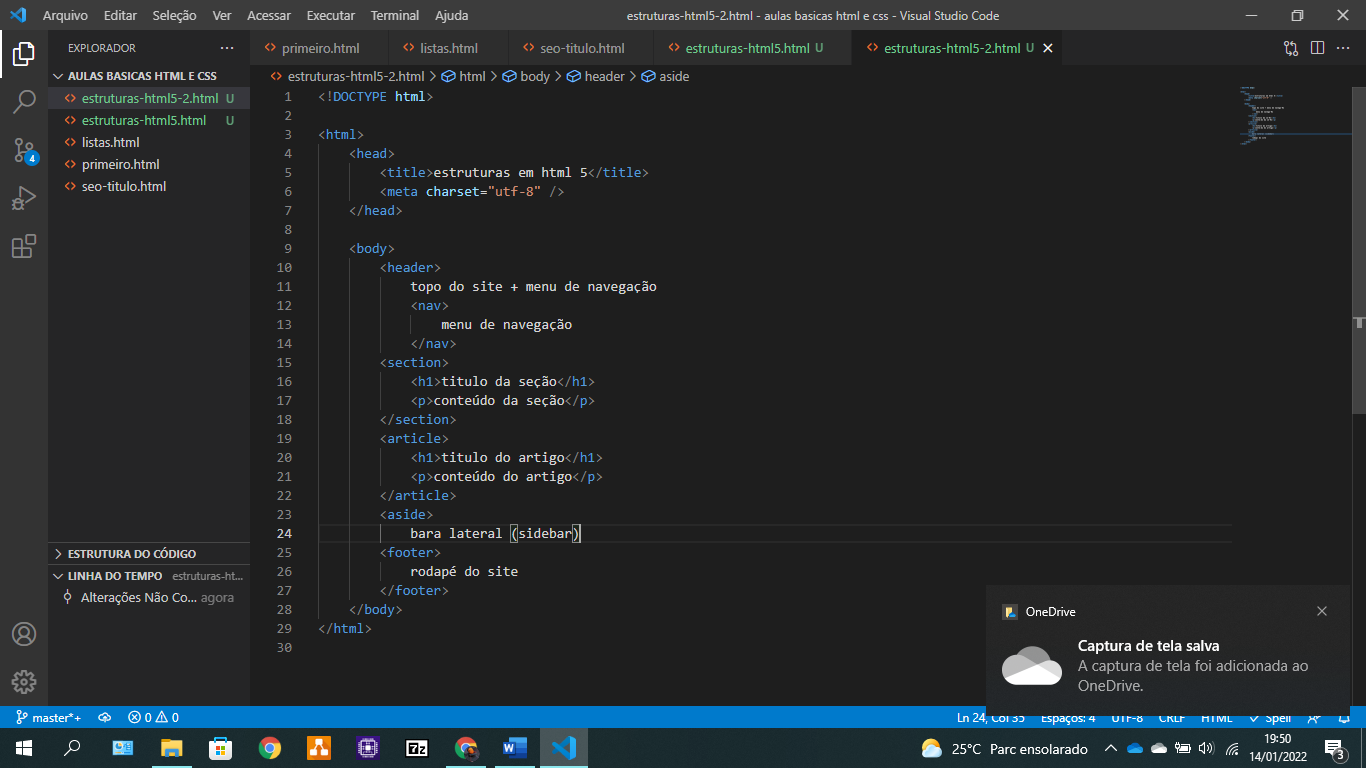 Arquivo Editar Seleção Ver Acessar Executar Terminal Ajuda estruturas-html5-2.html - aulas basicas html e css - Visual Studio Code
EXPLORADOR ···
primeiro.html listas.html seo-titulo.html estruturas-html5.html U estruturas-html5-2.html U
AULAS BASICAS HTML E CSS
estruturas-html5-2.html > html > body > header > aside
estruturas-html5-2.html U
estruturas-html5.html U
listas.html
primeiro.html
seo-titulo.html
4
1 <!DOCTYPE html>
2
3 <html>
4 <head>
5 <title>estruturas em html 5</title>
6 <meta charset="utf-8" />
7 </head>
8
9 <body>
10 <header>
11 topo do site + menu de navegação
12 <nav>
13 menu de navegação
14 </nav>
15 <section>
16 <h1>titulo da seção</h1>
17 <p>conteúdo da seção</p>
18 </section>
19 <article>
20 <h1>titulo do artigo</h1>
21 <p>conteúdo do artigo</p>
22 </article>
23 <aside>
24 bara lateral (sidebar)
25 <footer>
26 rodapé do site
27 </footer>
28 </body>
29 </html>
30
ESTRUTURA DO CÓDIGO
LINHA DO TEMPO estruturas-ht...
Alterações Não Co... agora
OneDrive
Captura de tela salva
A captura de tela foi adicionada ao
OneDrive.
master*+ 0 0 Ln 24, Col 35 Espaços: 4 UTF-8 CRLF HTML Spell
7z W 25°C Parc ensolarado
19:50
14/01/2022
3